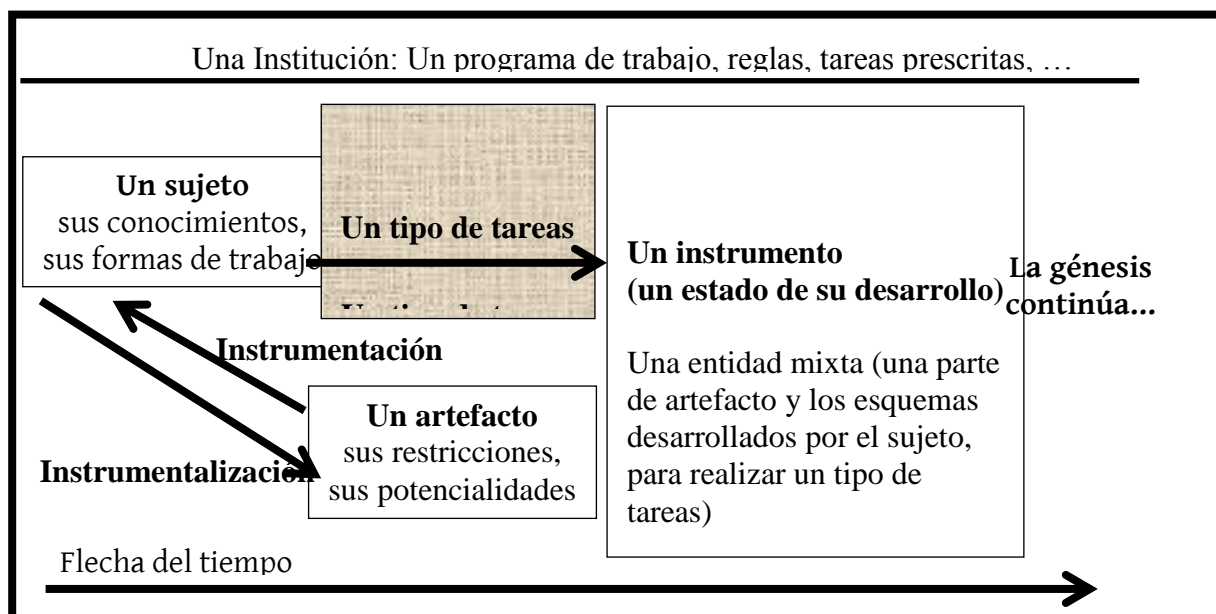 Una Institución: Un programa de trabajo, reglas, tareas prescritas, …
Un sujeto
sus conocimientos,
sus formas de trabajo
Un tipo de tareas
Un instrumento
(un estado de su desarrollo)
La génesis
continúa...
Una entidad mixta (una parte
de artefacto y los esquemas
desarrollados por el sujeto,
para realizar un tipo de
tareas)
Instrumentación
Un artefacto
sus restricciones,
sus potencialidades
Instrumentalización
Flecha del tiempo